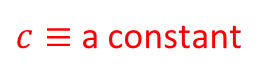 𝑐 ≡ a constant